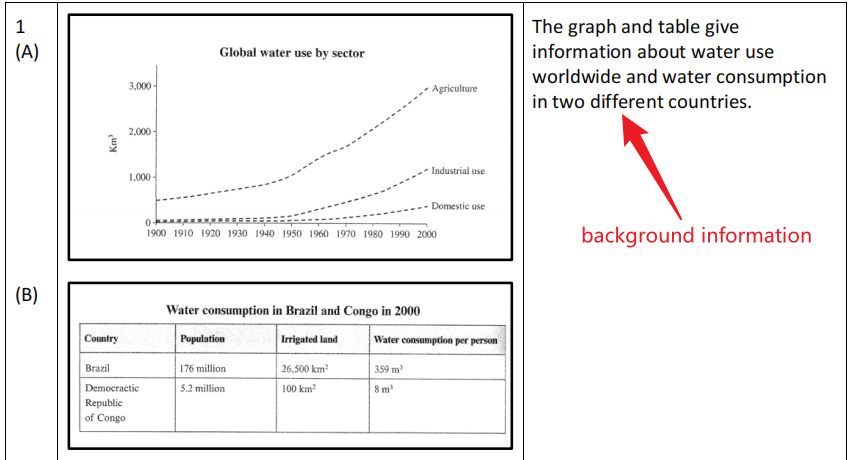 1
(A)
Global water use by sector
3,000
2,000
1,000
0
Km³
Agriculture
Industrial use
Domestic use
1900 1910 1920 1930 1940 1950 1960 1970 1980 1990 2000
The graph and table give
information about water use
worldwide and water consumption
in two different countries.
background information
(B)
Water consumption in Brazil and Congo in 2000
Country Population Irrigated land Water consumption per person
Brazil 176 million 26,500 km² 359 m³
Democractic 5.2 million 100 km² 8 m³
Republic
of Congo